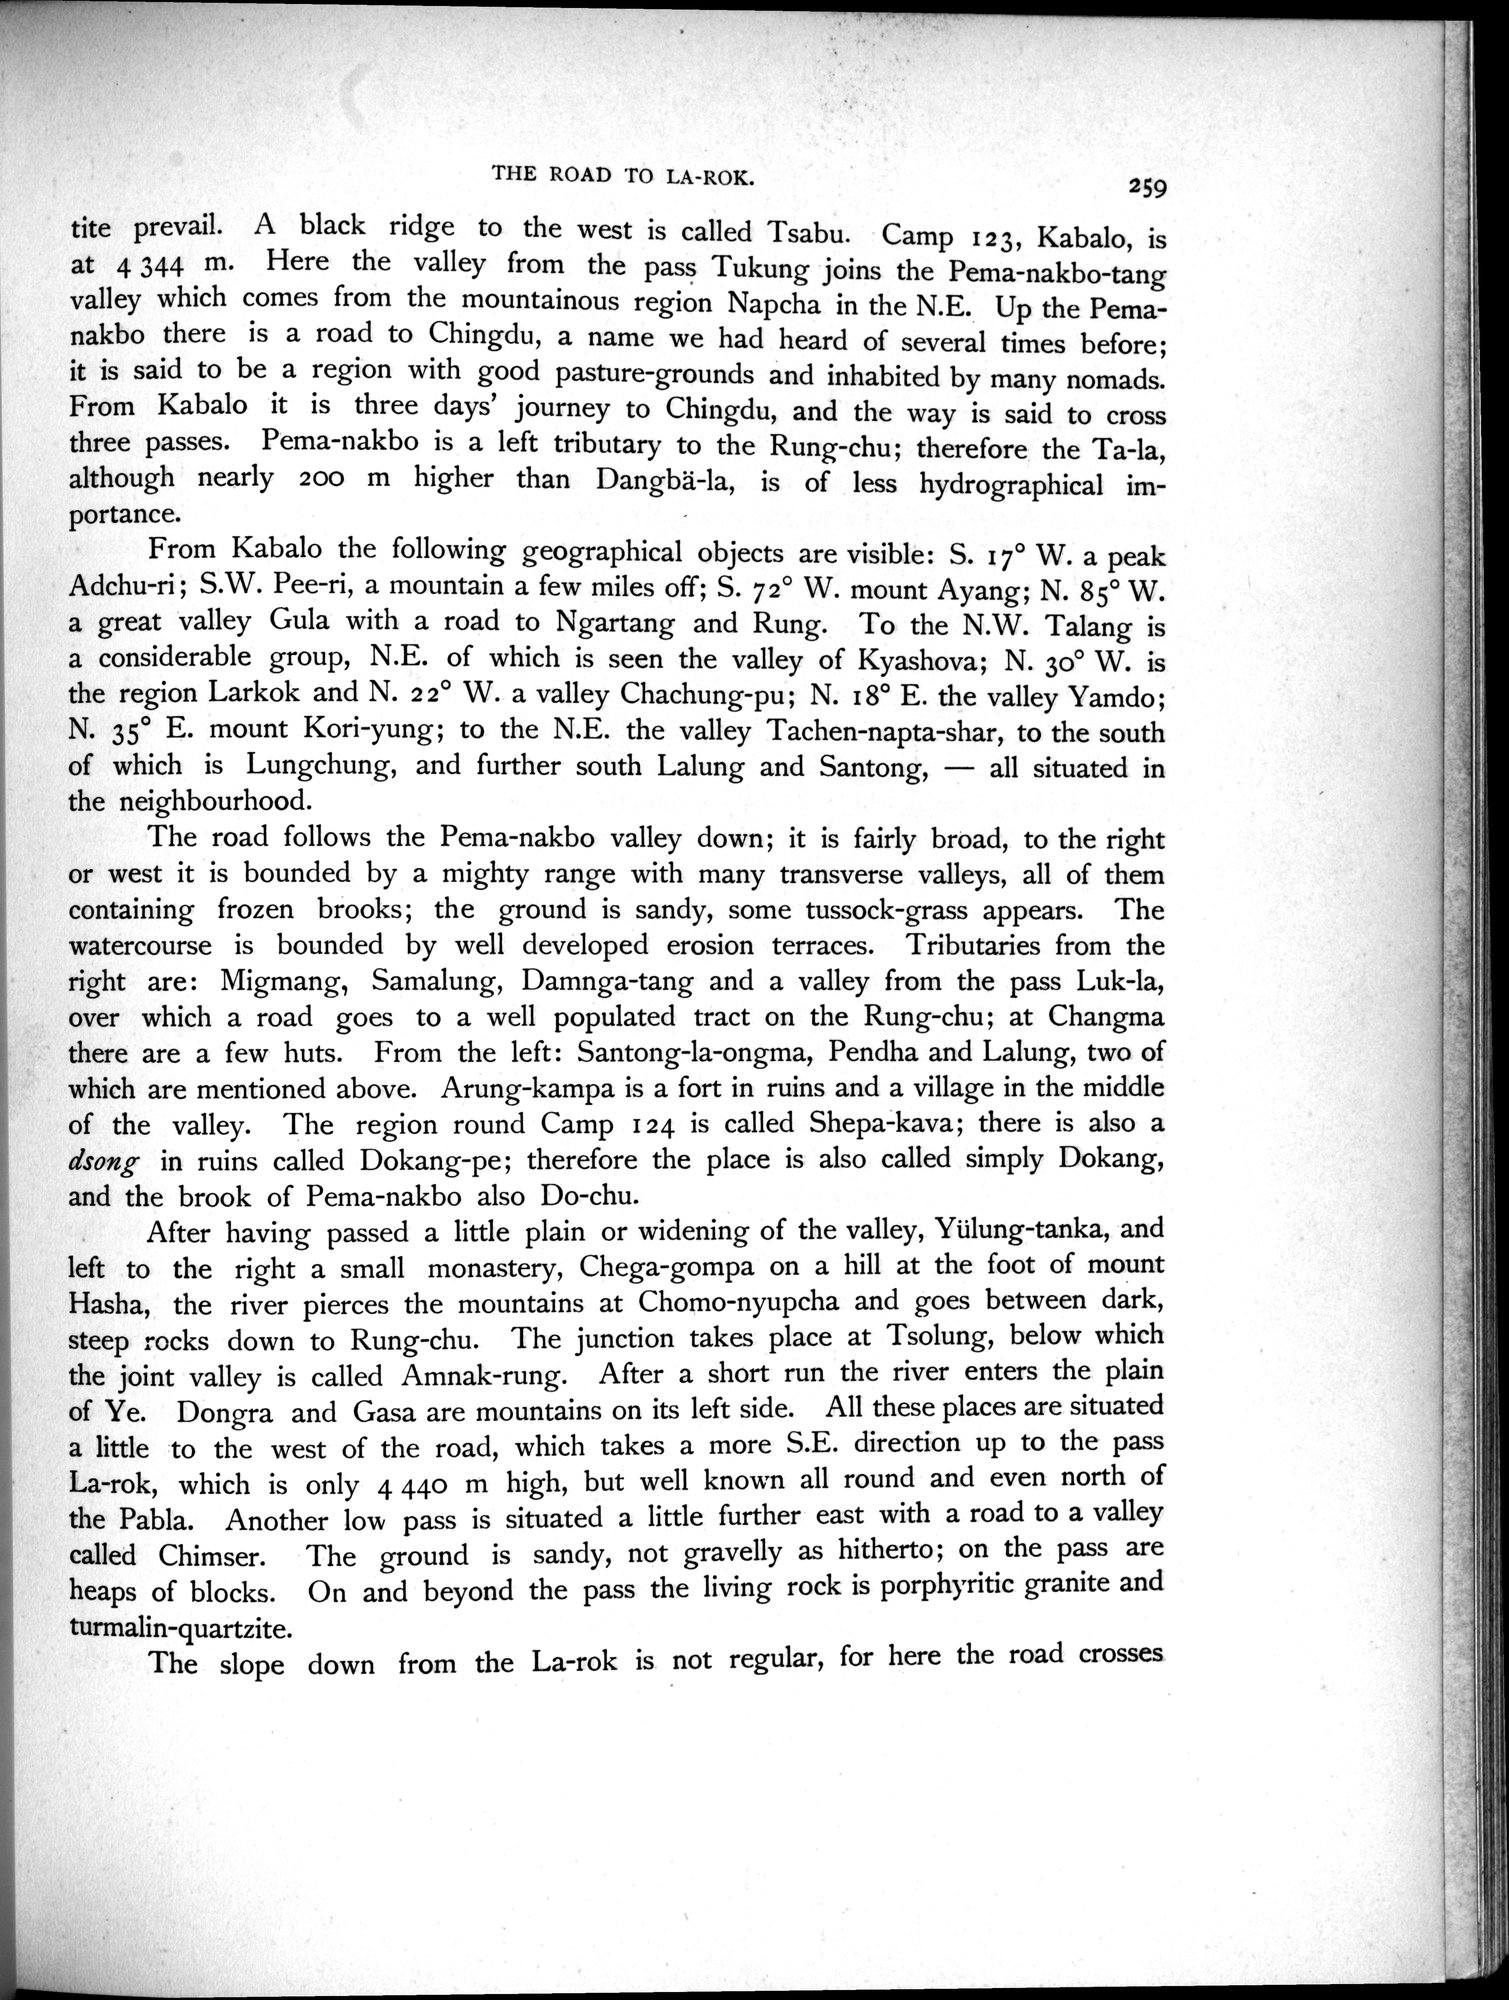 THE ROAD TO LA-ROK.
259
tite prevail. A black ridge to the west is called Tsabu. Camp 123, Kabalo, is
at 4 344 m. Here the valley from the pass Tukung joins the Pema-nakbo-tang
valley which comes from the mountainous region Napcha in the N.E. Up the Pema-
nakbo there is a road to Chingdu, a name we had heard of several times before;
it is said to be a region with good pasture-grounds and inhabited by many nomads.
From Kabalo it is three days' journey to Chingdu, and the way is said to cross
three passes. Pema-nakbo is a left tributary to the Rung-chu; therefore the Ta-la,
although nearly 200 m higher than Dangbä-la, is of less hydrographical im-
portance.
From Kabalo the following geographical objects are visible: S. 17° W. a peak
Adchu-ri; S.W. Pee-ri, a mountain a few miles off; S. 72° W. mount Ayang; N. 85° W.
a great valley Gula with a road to Ngartang and Rung. To the N.W. Talang is
a considerable group, N.E. of which is seen the valley of Kyashova; N. 30° W. is
the region Larkok and N. 22° W. a valley Chachung-pu; N. 18° E. the valley Yamdo;
N. 35° E. mount Kori-yung; to the N.E. the valley Tachen-napta-shar, to the south
of which is Lungchung, and further south Lalung and Santong, — all situated in
the neighbourhood.
The road follows the Pema-nakbo valley down; it is fairly broad, to the right
or west it is bounded by a mighty range with many transverse valleys, all of them
containing frozen brooks; the ground is sandy, some tussock-grass appears. The
watercourse is bounded by well developed erosion terraces. Tributaries from the
right are: Migmang, Samalung, Damnga-tang and a valley from the pass Luk-la,
over which a road goes to a well populated tract on the Rung-chu; at Changma
there are a few huts. From the left: Santong-la-ongma, Pendha and Lalung, two of
which are mentioned above. Arung-kampa is a fort in ruins and a village in the middle
of the valley. The region round Camp 124 is called Shepa-kava; there is also a
dsong in ruins called Dokang-pe; therefore the place is also called simply Dokang,
and the brook of Pema-nakbo also Do-chu.
After having passed a little plain or widening of the valley, Yülung-tanka, and
left to the right a small monastery, Chega-gompa on a hill at the foot of mount
Hasha, the river pierces the mountains at Chomo-nyupcha and goes between dark,
steep rocks down to Rung-chu. The junction takes place at Tsolung, below which
the joint valley is called Amnak-rung. After a short run the river enters the plain
of Ye. Dongra and Gasa are mountains on its left side. All these places are situated
a little to the west of the road, which takes a more S.E. direction up to the pass
La-rok, which is only 4 440 m high, but well known all round and even north of
the Pabla. Another low pass is situated a little further east with a road to a valley
called Chimser. The ground is sandy, not gravelly as hitherto; on the pass are
heaps of blocks. On and beyond the pass the living rock is porphyritic granite and
turmalin-quartzite.
The slope down from the La-rok is not regular, for here the road crosses